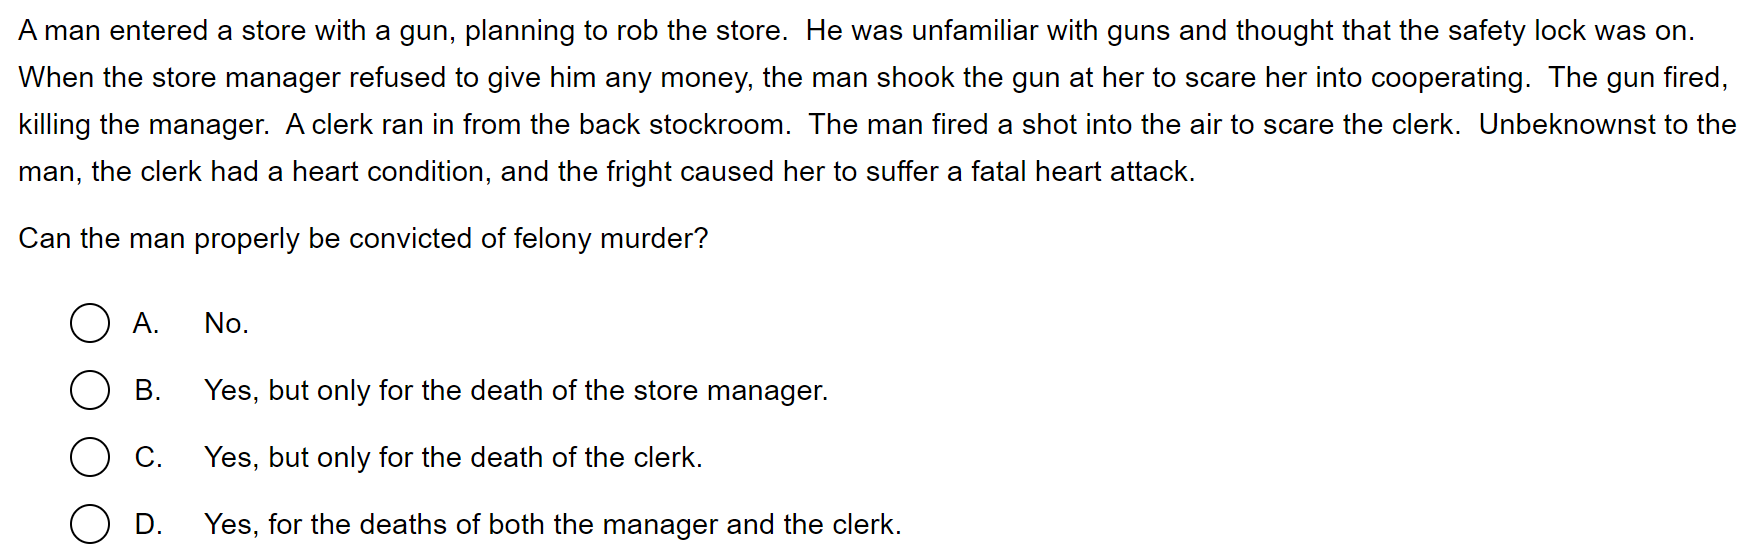 A man entered a store with a gun, planning to rob the store.  He was unfamiliar with guns and thought that the safety lock was on.
When the store manager refused to give him any money, the man shook the gun at her to scare her into cooperating.  The gun fired,
killing the manager.  A clerk ran in from the back stockroom.  The man fired a shot into the air to scare the clerk.  Unbeknownst to the
man, the clerk had a heart condition, and the fright caused her to suffer a fatal heart attack.
Can the man properly be convicted of felony murder?
A. No.
B. Yes, but only for the death of the store manager.
C. Yes, but only for the death of the clerk.
D. Yes, for the deaths of both the manager and the clerk.